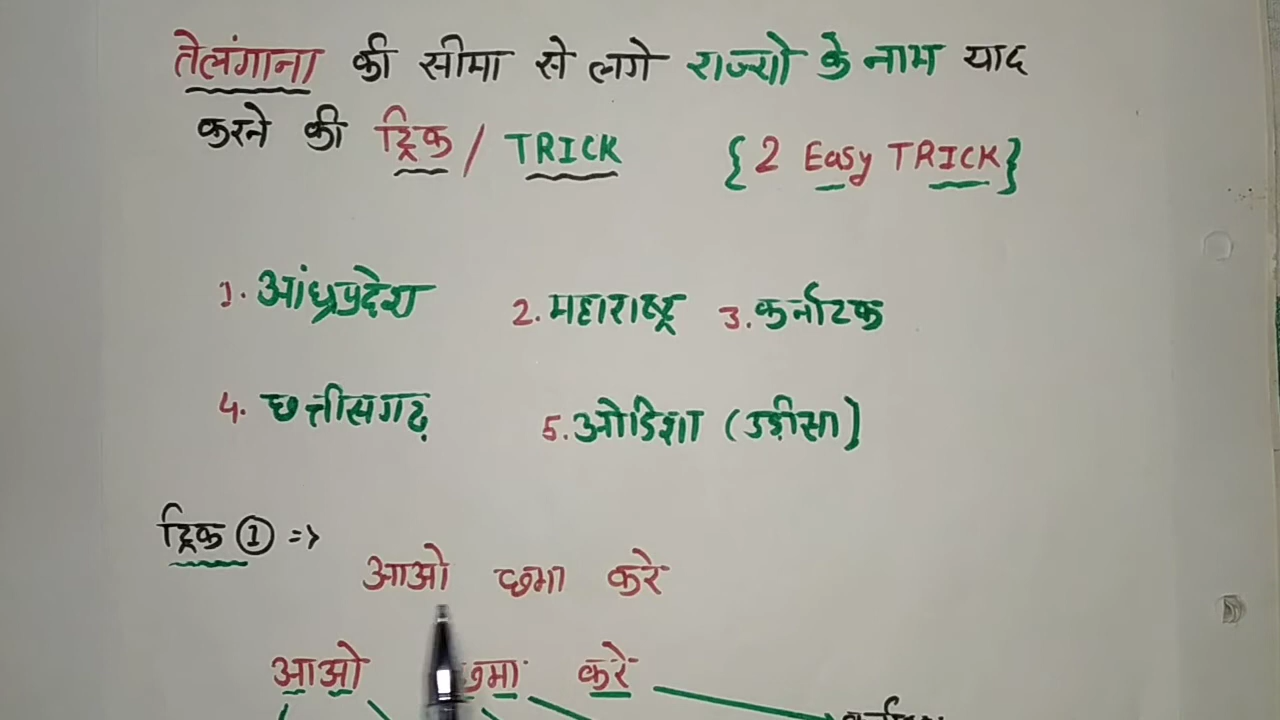 तेलंगाना की सीमा से लगे राज्यो के नाम याद
करने की ट्रिक / TRICK {2 Easy TRICK}
1. आंध्रप्रदेश 2. महाराष्ट्र 3. कर्नाटक
4. छत्तीसगढ़ 5. ओडिशा (उड़ीसा)
ट्रिक ① =>
आओ छमा करे
आओ छमा करे